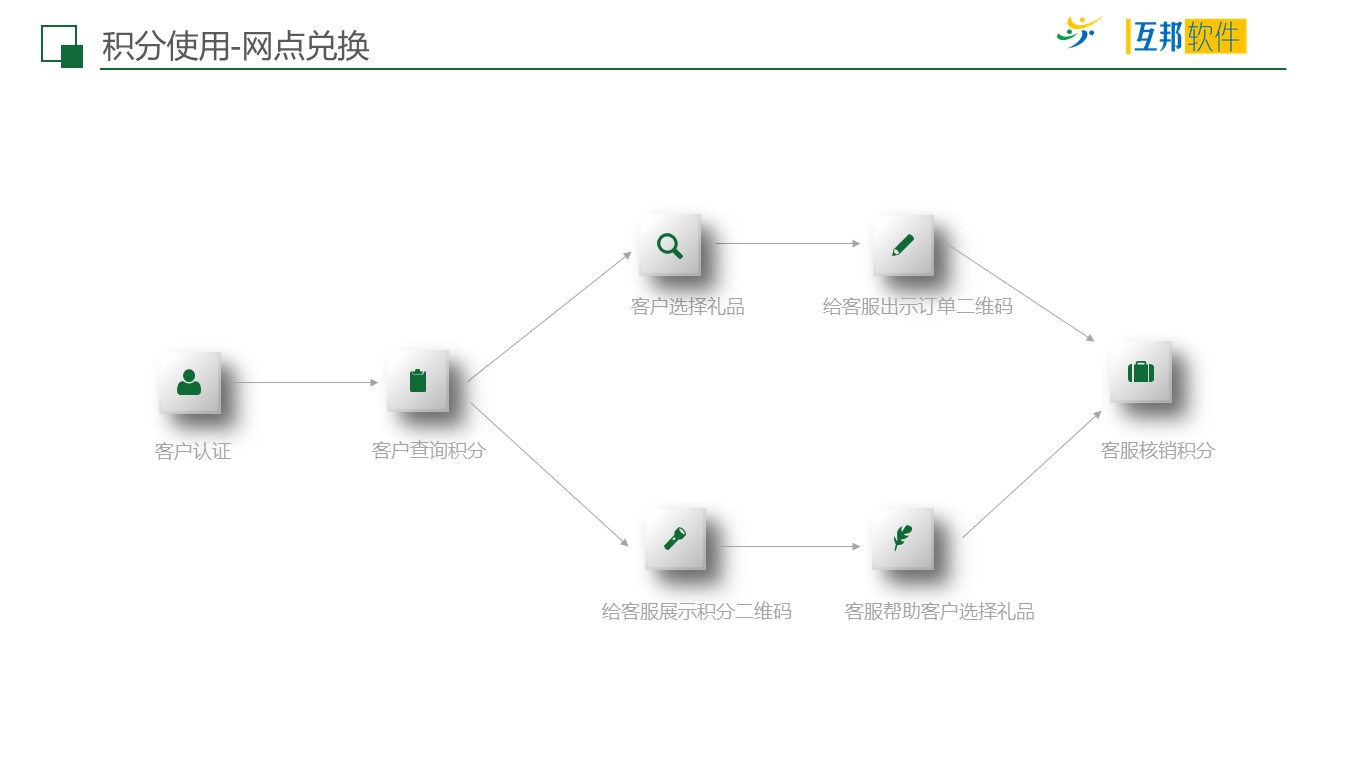 积分使用-网点兑换
互邦软件
客户选择礼品
给客服出示订单二维码
客户认证
客户查询积分
客服核销积分
给客服展示积分二维码
客服帮助客户选择礼品